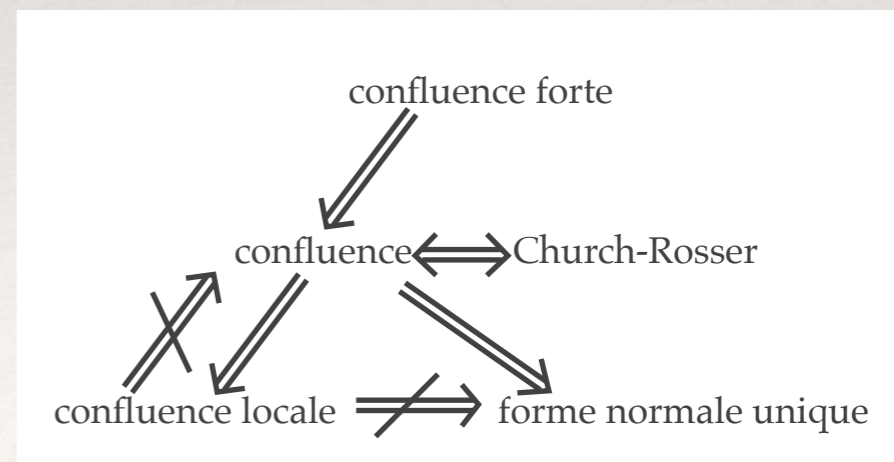 confluence forte
confluence Church-Rosser
confluence locale forme normale unique